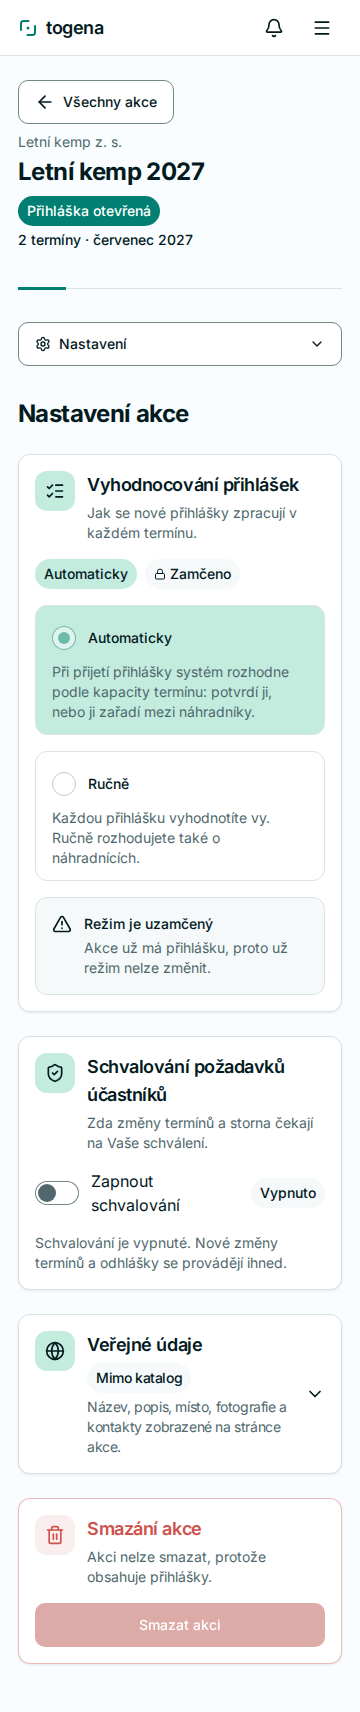 togena
Všechny akce
Letní kemp z. s.
Letní kemp 2027
Přihláška otevřená
2 termíny · červenec 2027
Nastavení
Nastavení akce
Vyhodnocování přihlášek
Jak se nové přihlášky zpracují v
každém termínu.
Automaticky
Zamčeno
Automaticky
Při přijetí přihlášky systém rozhodne
podle kapacity termínu: potvrdí ji,
nebo ji zařadí mezi náhradníky.
Ručně
Každou přihlášku vyhodnotíte vy.
Ručně rozhodujete také o
náhradnících.
Režim je uzamčený
Akce už má přihlášku, proto už
režim nelze změnit.
Schvalování požadavků
účastníků
Zda změny termínů a storna čekají
na Vaše schválení.
Zapnout
schvalování
Vypnuto
Schvalování je vypnuté. Nové změny
termínů a odhlášky se provádějí ihned.
Veřejné údaje
Mimo katalog
Název, popis, místo, fotografie a
kontakty zobrazené na stránce
akce.
Smazání akce
Akci nelze smazat, protože
obsahuje přihlášky.
Smazat akci